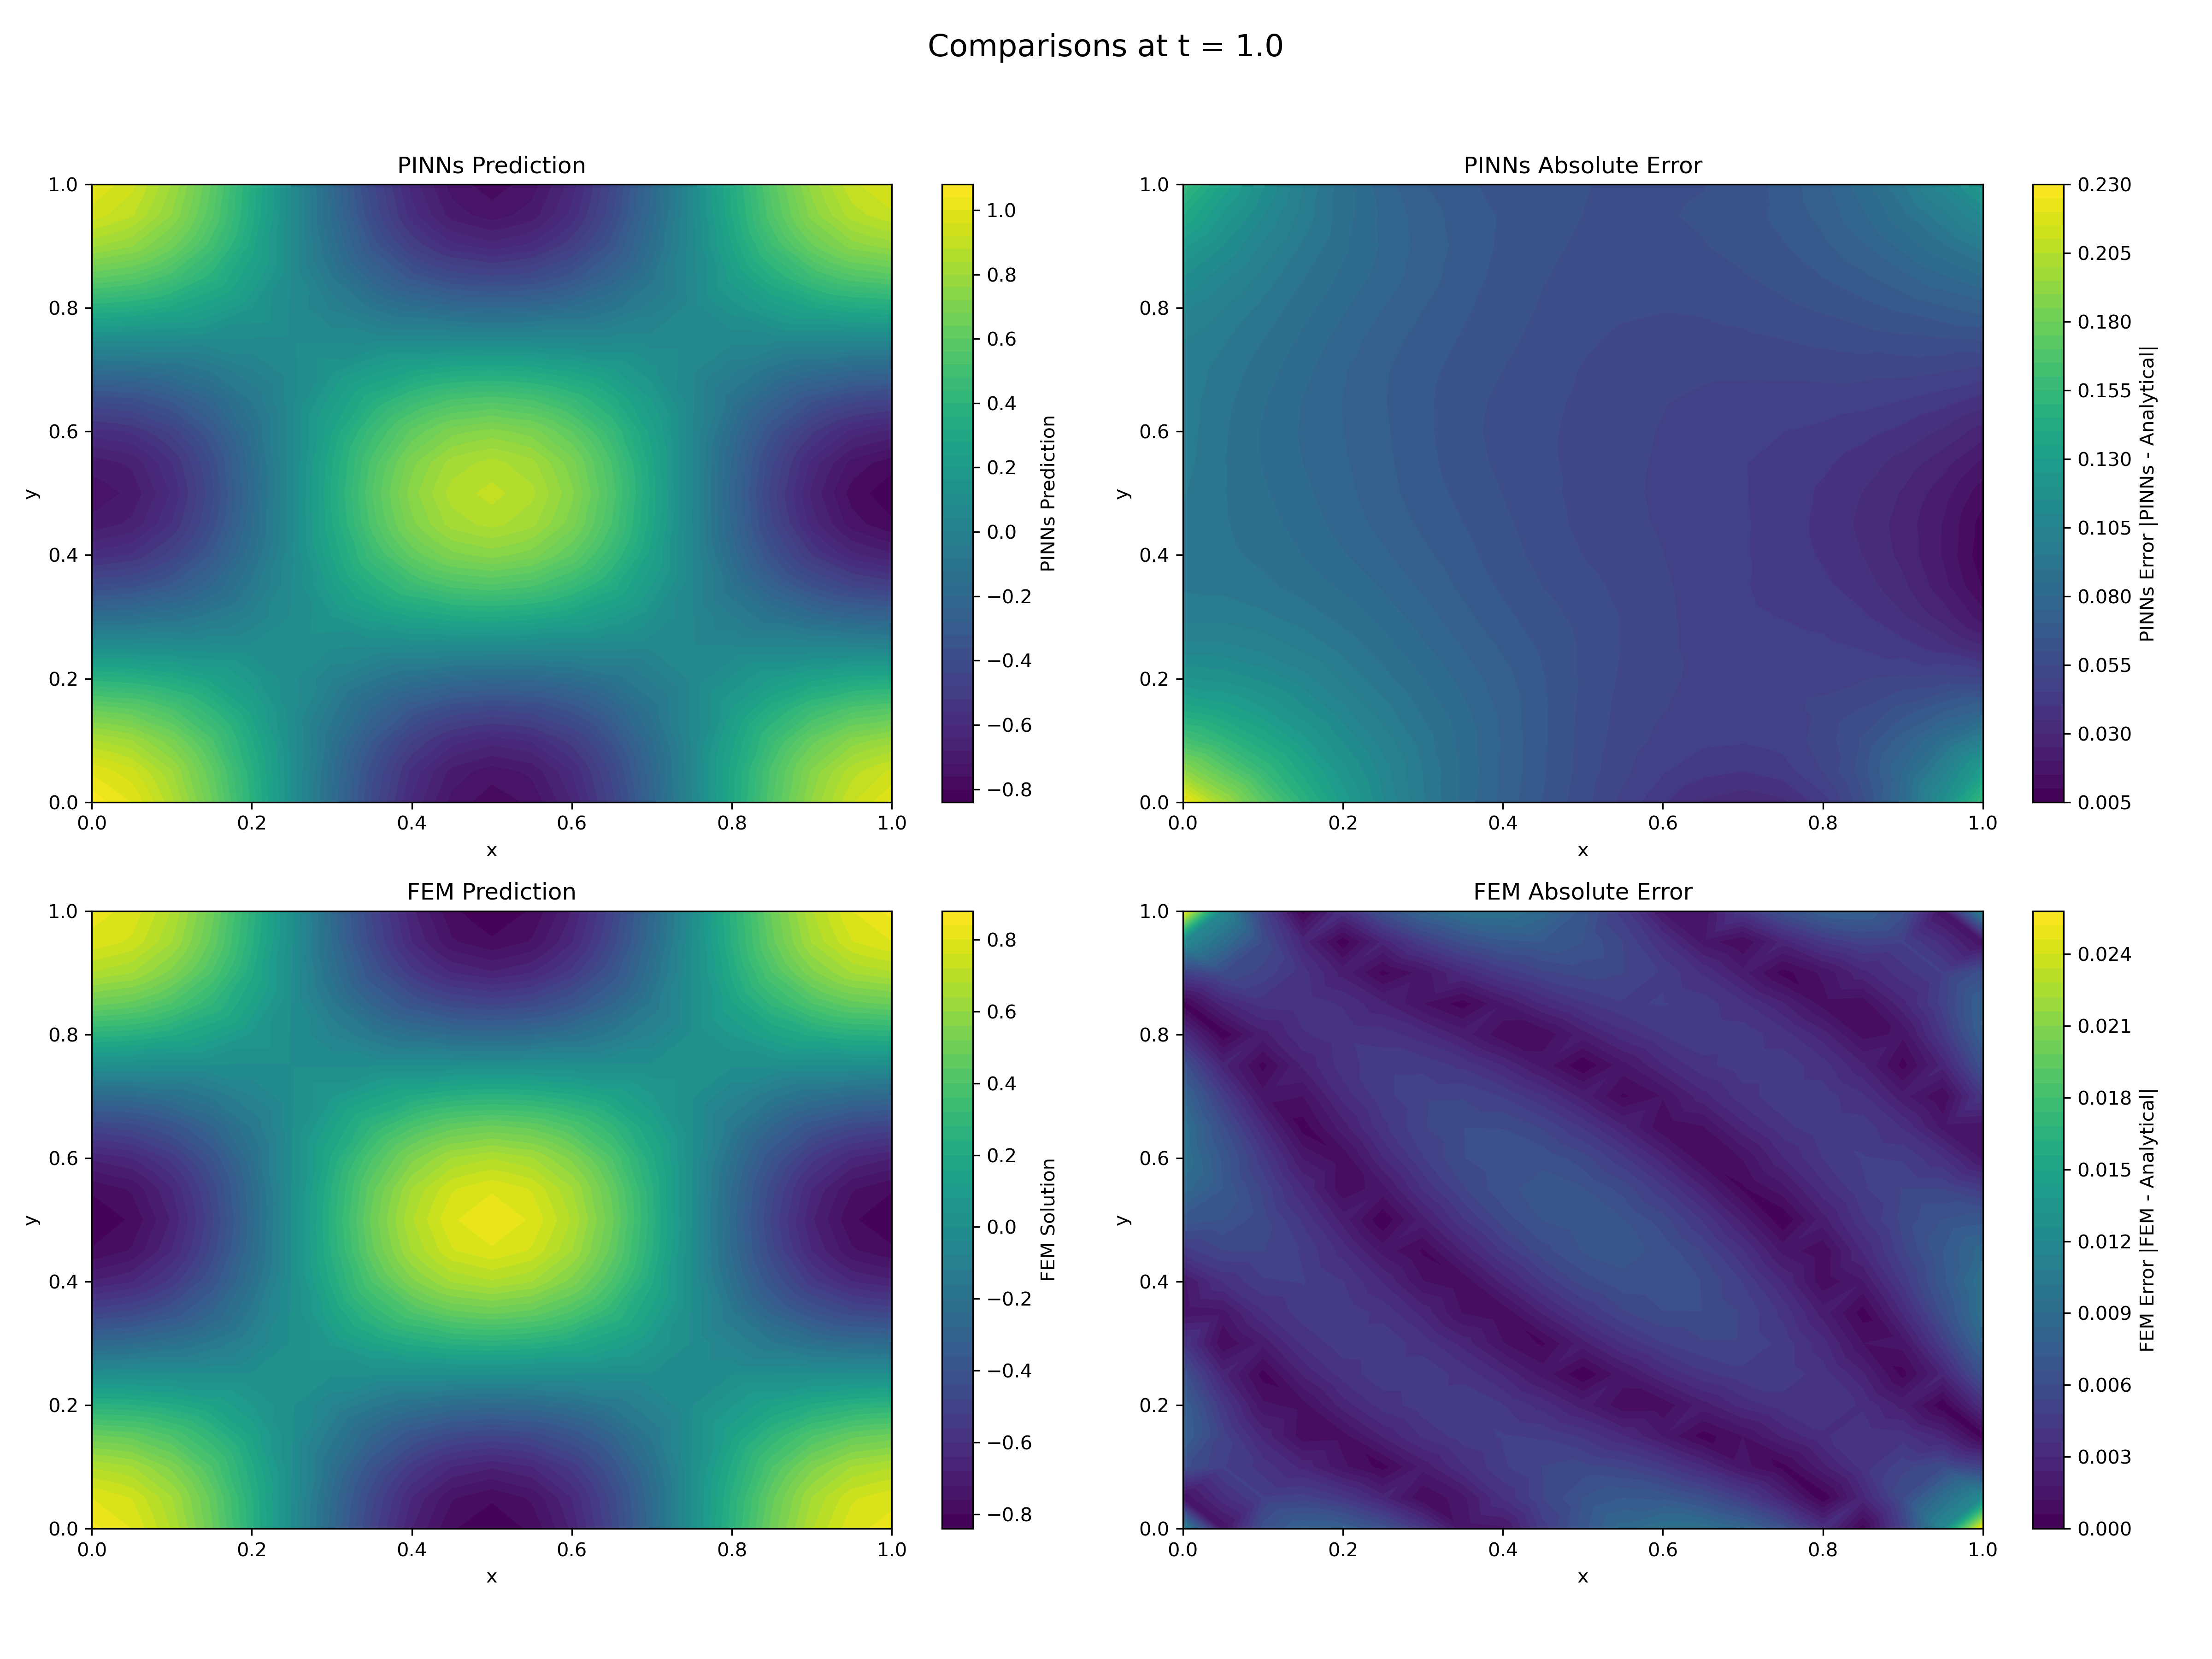 Comparisons at t = 1.0
PINNs Prediction
1.0
0.8
0.6
0.4
0.2
0.0
y
0.0 0.2 0.4 0.6 0.8 1.0
x
1.0
0.8
0.6
0.4
0.2
0.0
−0.2
−0.4
−0.6
−0.8
PINNs Prediction
PINNs Absolute Error
1.0
0.8
0.6
0.4
0.2
0.0
y
0.0 0.2 0.4 0.6 0.8 1.0
x
0.230
0.205
0.180
0.155
0.130
0.105
0.080
0.055
0.030
0.005
PINNs Error |PINNs - Analytical|
FEM Prediction
1.0
0.8
0.6
0.4
0.2
0.0
y
0.0 0.2 0.4 0.6 0.8 1.0
x
0.8
0.6
0.4
0.2
0.0
−0.2
−0.4
−0.6
−0.8
FEM Solution
FEM Absolute Error
1.0
0.8
0.6
0.4
0.2
0.0
y
0.0 0.2 0.4 0.6 0.8 1.0
x
0.024
0.021
0.018
0.015
0.012
0.009
0.006
0.003
0.000
FEM Error |FEM - Analytical|